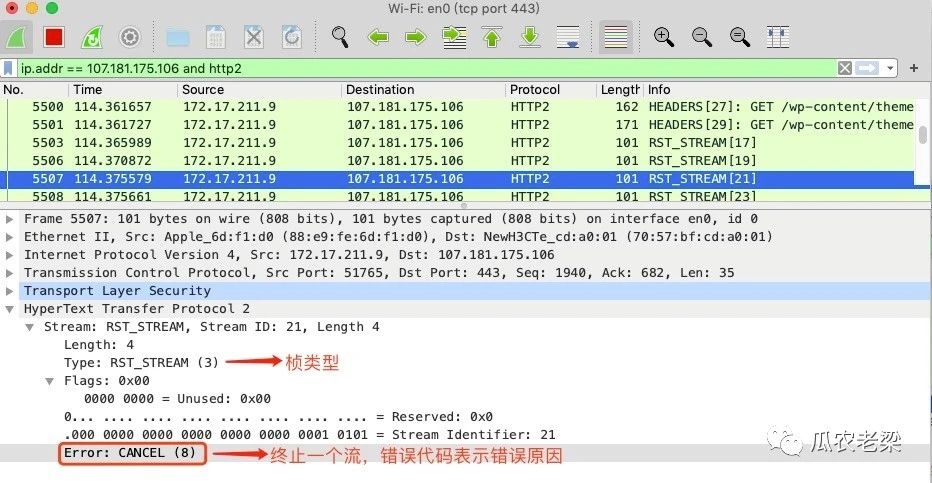 Wi-Fi: en0 (tcp port 443)
ip.addr == 107.181.175.106 and http2
No. Time Source Destination Protocol Length Info
5500 114.361657 172.17.211.9 107.181.175.106 HTTP2 162 HEADERS[27]: GET /wp-content/theme
5501 114.361727 172.17.211.9 107.181.175.106 HTTP2 171 HEADERS[29]: GET /wp-content/theme
5503 114.365989 172.17.211.9 107.181.175.106 HTTP2 101 RST_STREAM[17]
5506 114.370872 172.17.211.9 107.181.175.106 HTTP2 101 RST_STREAM[19]
5507 114.375579 172.17.211.9 107.181.175.106 HTTP2 101 RST_STREAM[21]
5508 114.375661 172.17.211.9 107.181.175.106 HTTP2 101 RST_STREAM[23]
Frame 5507: 101 bytes on wire (808 bits), 101 bytes captured (808 bits) on interface en0, id 0
Ethernet II, Src: Apple_6d:f1:d0 (88:e9:fe:6d:f1:d0), Dst: NewH3CTe_cd:a0:01 (70:57:bf:cd:a0:01)
Internet Protocol Version 4, Src: 172.17.211.9, Dst: 107.181.175.106
Transmission Control Protocol, Src Port: 51765, Dst Port: 443, Seq: 1940, Ack: 682, Len: 35
Transport Layer Security
HyperText Transfer Protocol 2
Stream: RST_STREAM, Stream ID: 21, Length 4
Length: 4
Type: RST_STREAM (3) 桢类型
Flags: 0x00
0000 0000 = Unused: 0x00
0... .... .... .... .... .... .... .... = Reserved: 0x0
.000 0000 0000 0000 0000 0000 0001 0101 = Stream Identifier: 21
Error: CANCEL (8) 终止一个流，错误代码表示错误原因
瓜农老梁